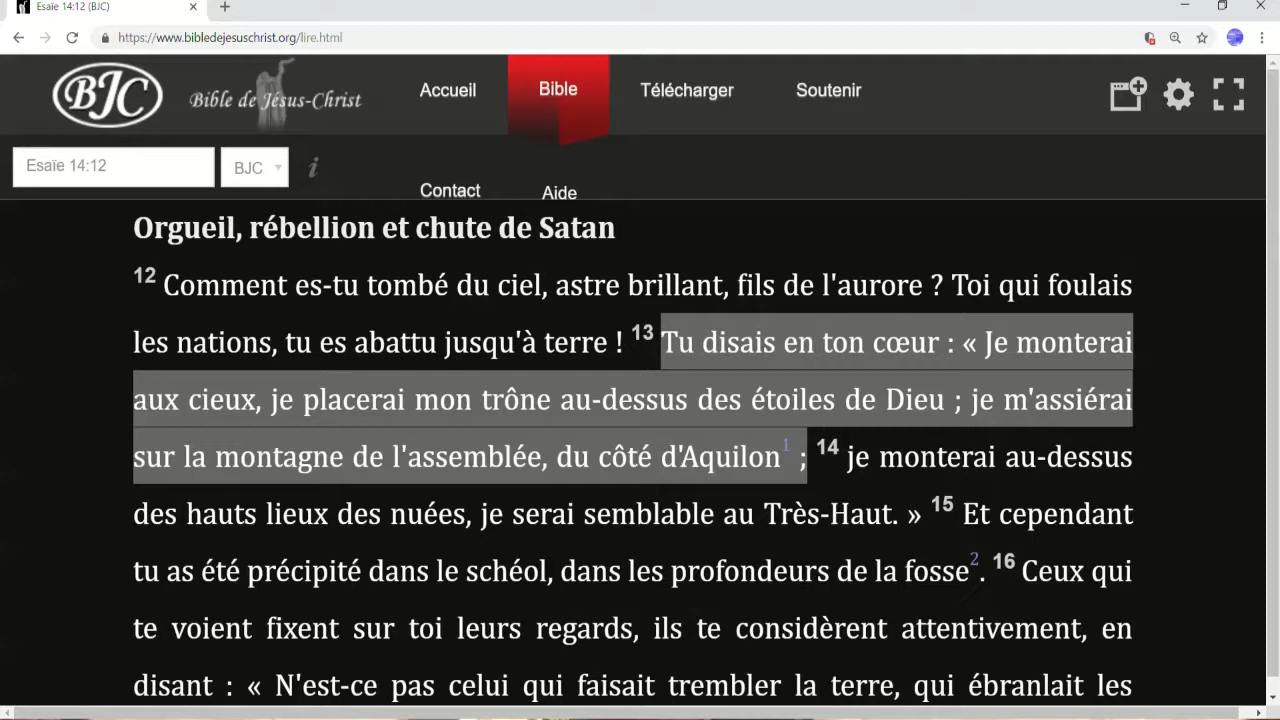 Esaïe 14:12 (BJC)
https://www.bibledejesuschrist.org/lire.html
BJC
Bible de Jésus-Christ
Accueil
Bible
Télécharger
Soutenir
Esaïe 14:12
BJC
i
Contact
Aide
Orgueil, rébellion et chute de Satan
12 Comment es-tu tombé du ciel, astre brillant, fils de l'aurore ? Toi qui foulais
les nations, tu es abattu jusqu'à terre ! 13 Tu disais en ton cœur : « Je monterai
aux cieux, je placerai mon trône au-dessus des étoiles de Dieu ; je m'assiérai
sur la montagne de l'assemblée, du côté d'Aquilon1 ; 14 je monterai au-dessus
des hauts lieux des nuées, je serai semblable au Très-Haut. » 15 Et cependant
tu as été précipité dans le schéol, dans les profondeurs de la fosse2. 16 Ceux qui
te voient fixent sur toi leurs regards, ils te considèrent attentivement, en
disant : « N'est-ce pas celui qui faisait trembler la terre, qui ébranlait les